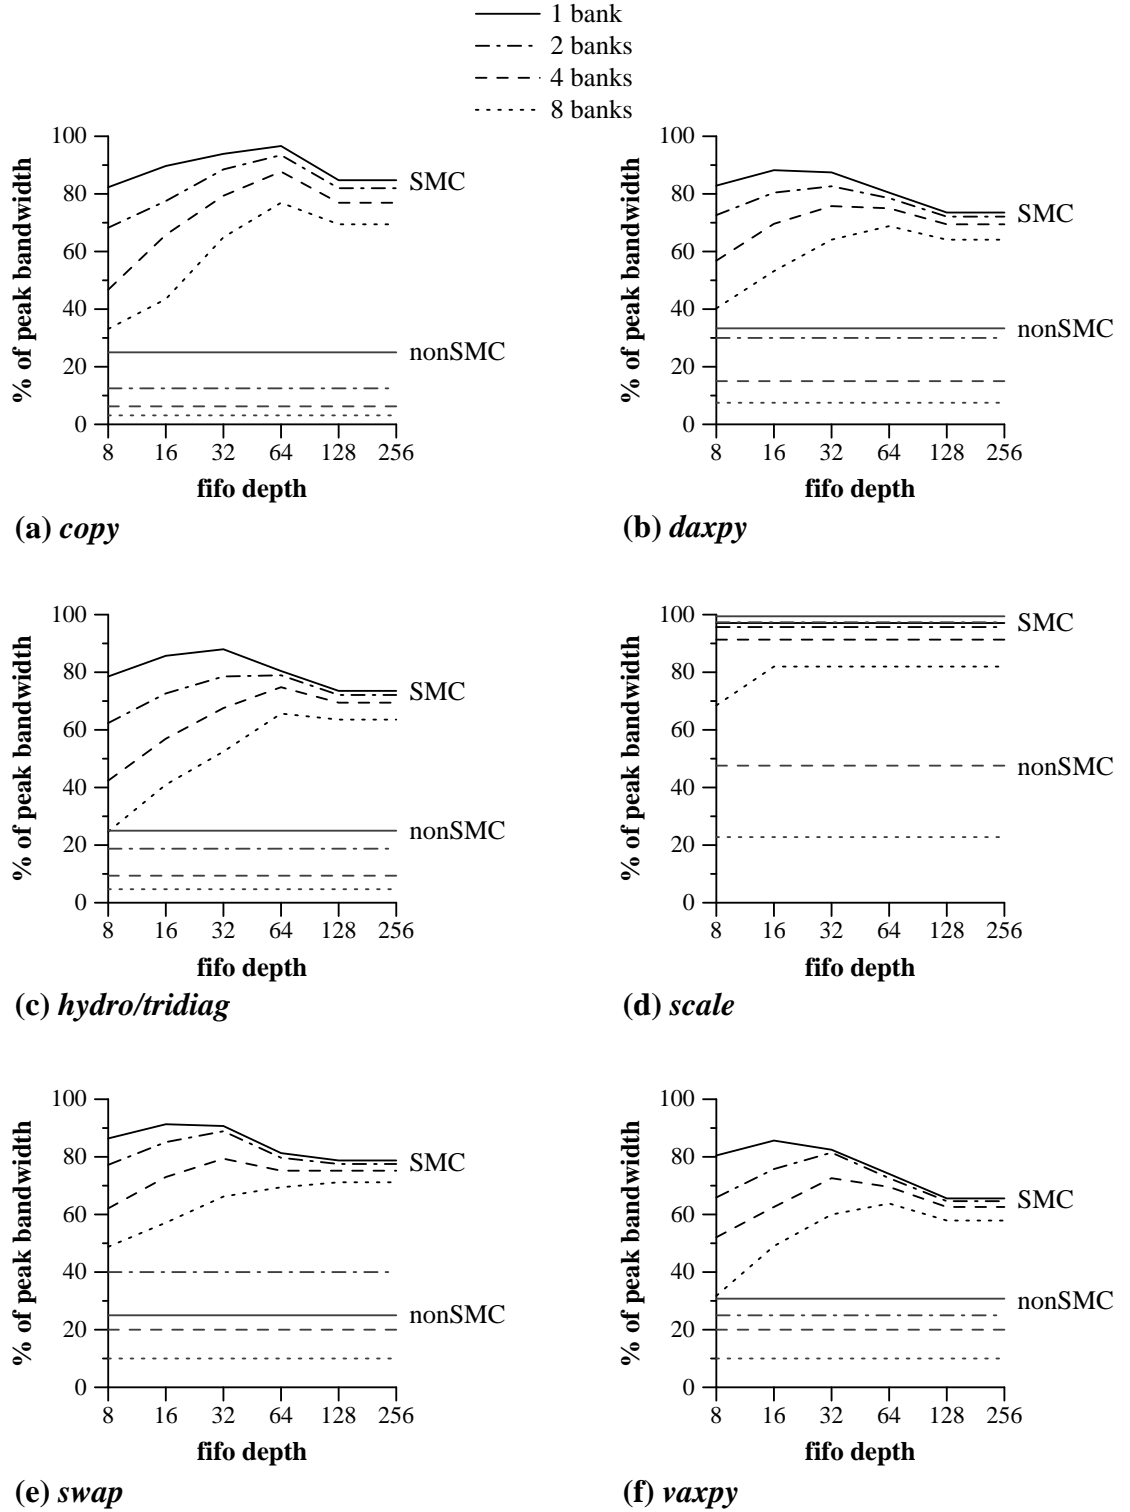 1 bank
2 banks
4 banks
8 banks
% of peak bandwidth
100
80
60
40
20
0
SMC
nonSMC
8 16 32 64 128 256
fifo depth
(a) copy
% of peak bandwidth
100
80
60
40
20
0
SMC
nonSMC
8 16 32 64 128 256
fifo depth
(b) daxpy
% of peak bandwidth
100
80
60
40
20
0
SMC
nonSMC
8 16 32 64 128 256
fifo depth
(c) hydro/tridiag
% of peak bandwidth
100
80
60
40
20
0
SMC
nonSMC
8 16 32 64 128 256
fifo depth
(d) scale
% of peak bandwidth
100
80
60
40
20
0
SMC
nonSMC
8 16 32 64 128 256
fifo depth
(e) swap
% of peak bandwidth
100
80
60
40
20
0
SMC
nonSMC
8 16 32 64 128 256
fifo depth
(f) vaxpy